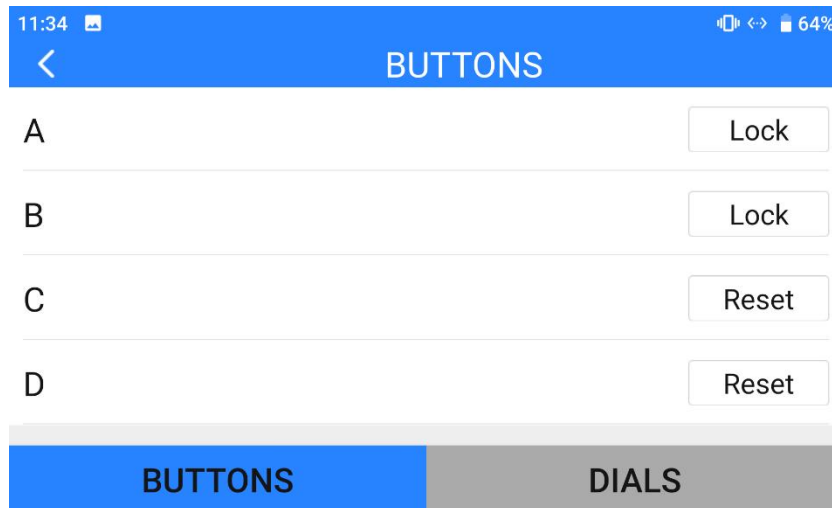 11:34 64%
BUTTONS
A Lock
B Lock
C Reset
D Reset
BUTTONS DIALS